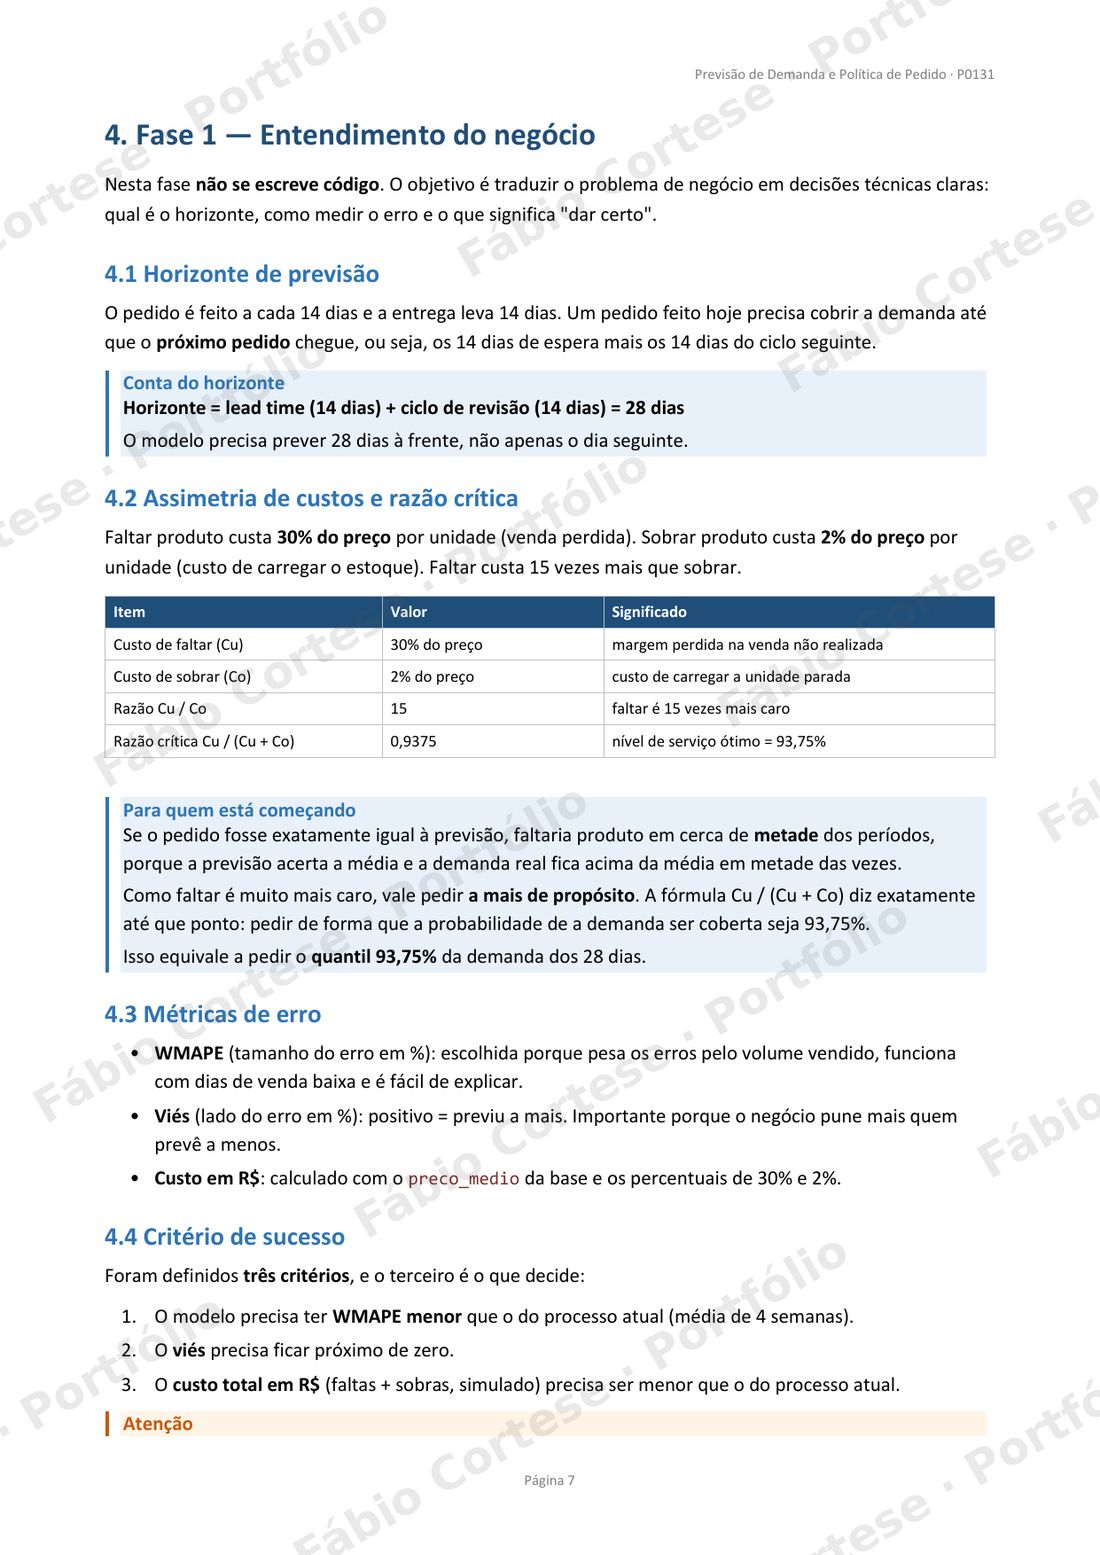 Previsão de Demanda e Política de Pedido · P0131
4. Fase 1 — Entendimento do negócio
Nesta fase não se escreve código. O objetivo é traduzir o problema de negócio em decisões técnicas claras:
qual é o horizonte, como medir o erro e o que significa "dar certo".
4.1 Horizonte de previsão
O pedido é feito a cada 14 dias e a entrega leva 14 dias. Um pedido feito hoje precisa cobrir a demanda até
que o próximo pedido chegue, ou seja, os 14 dias de espera mais os 14 dias do ciclo seguinte.
Conta do horizonte
Horizonte = lead time (14 dias) + ciclo de revisão (14 dias) = 28 dias
O modelo precisa prever 28 dias à frente, não apenas o dia seguinte.
4.2 Assimetria de custos e razão crítica
Faltar produto custa 30% do preço por unidade (venda perdida). Sobrar produto custa 2% do preço por
unidade (custo de carregar o estoque). Faltar custa 15 vezes mais que sobrar.
Item Valor Significado
Custo de faltar (Cu) 30% do preço margem perdida na venda não realizada
Custo de sobrar (Co) 2% do preço custo de carregar a unidade parada
Razão Cu / Co 15 faltar é 15 vezes mais caro
Razão crítica Cu / (Cu + Co) 0,9375 nível de serviço ótimo = 93,75%
Para quem está começando
Se o pedido fosse exatamente igual à previsão, faltaria produto em cerca de metade dos períodos,
porque a previsão acerta a média e a demanda real fica acima da média em metade das vezes.
Como faltar é muito mais caro, vale pedir a mais de propósito. A fórmula Cu / (Cu + Co) diz exatamente
até que ponto: pedir de forma que a probabilidade de a demanda ser coberta seja 93,75%.
Isso equivale a pedir o quantil 93,75% da demanda dos 28 dias.
4.3 Métricas de erro
• WMAPE (tamanho do erro em %): escolhida porque pesa os erros pelo volume vendido, funciona
com dias de venda baixa e é fácil de explicar.
• Viés (lado do erro em %): positivo = previu a mais. Importante porque o negócio pune mais quem
prevê a menos.
• Custo em R$: calculado com o preco_medio da base e os percentuais de 30% e 2%.
4.4 Critério de sucesso
Foram definidos três critérios, e o terceiro é o que decide:
1. O modelo precisa ter WMAPE menor que o do processo atual (média de 4 semanas).
2. O viés precisa ficar próximo de zero.
3. O custo total em R$ (faltas + sobras, simulado) precisa ser menor que o do processo atual.
Atenção
Página 7
Fábio Cortese · Portfólio